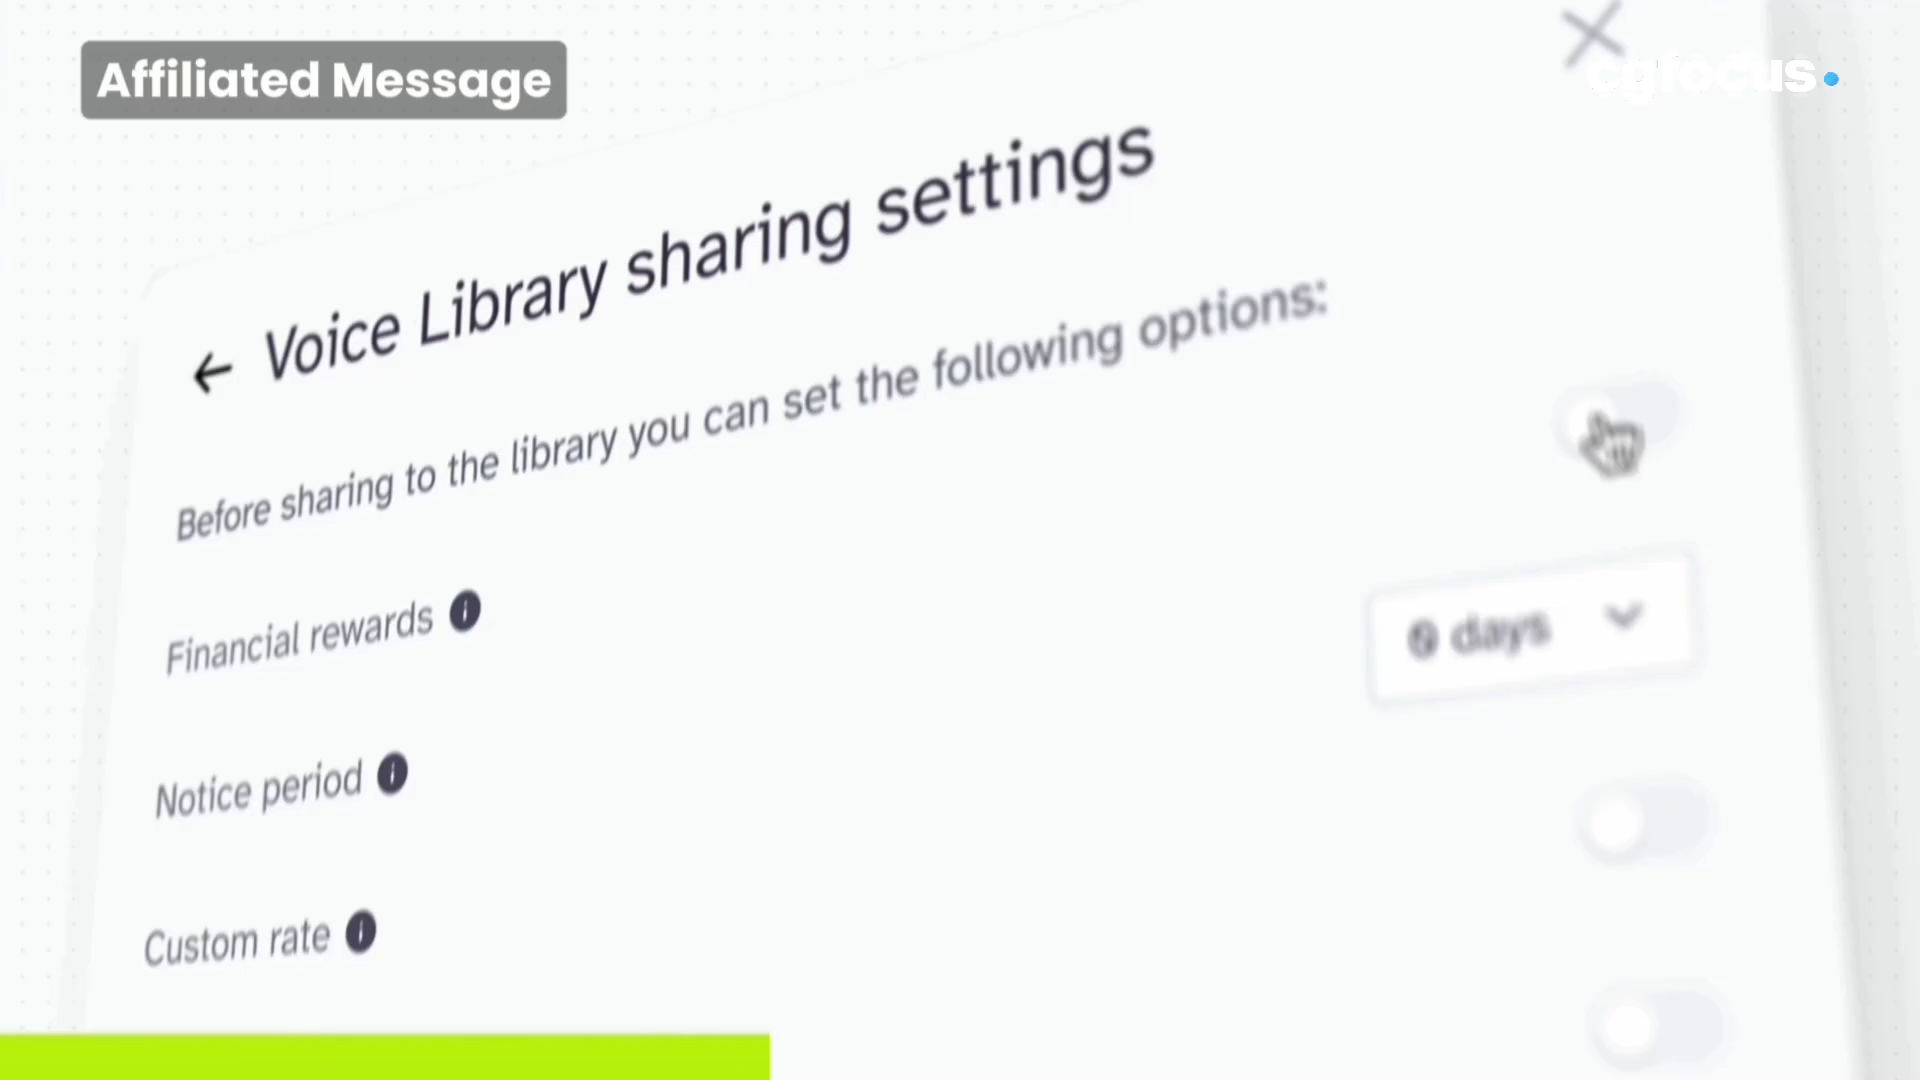 Affiliated Message
cgfocus
← Voice Library sharing settings
Before sharing to the library you can set the following options:
Financial rewards
days
Notice period
Custom rate